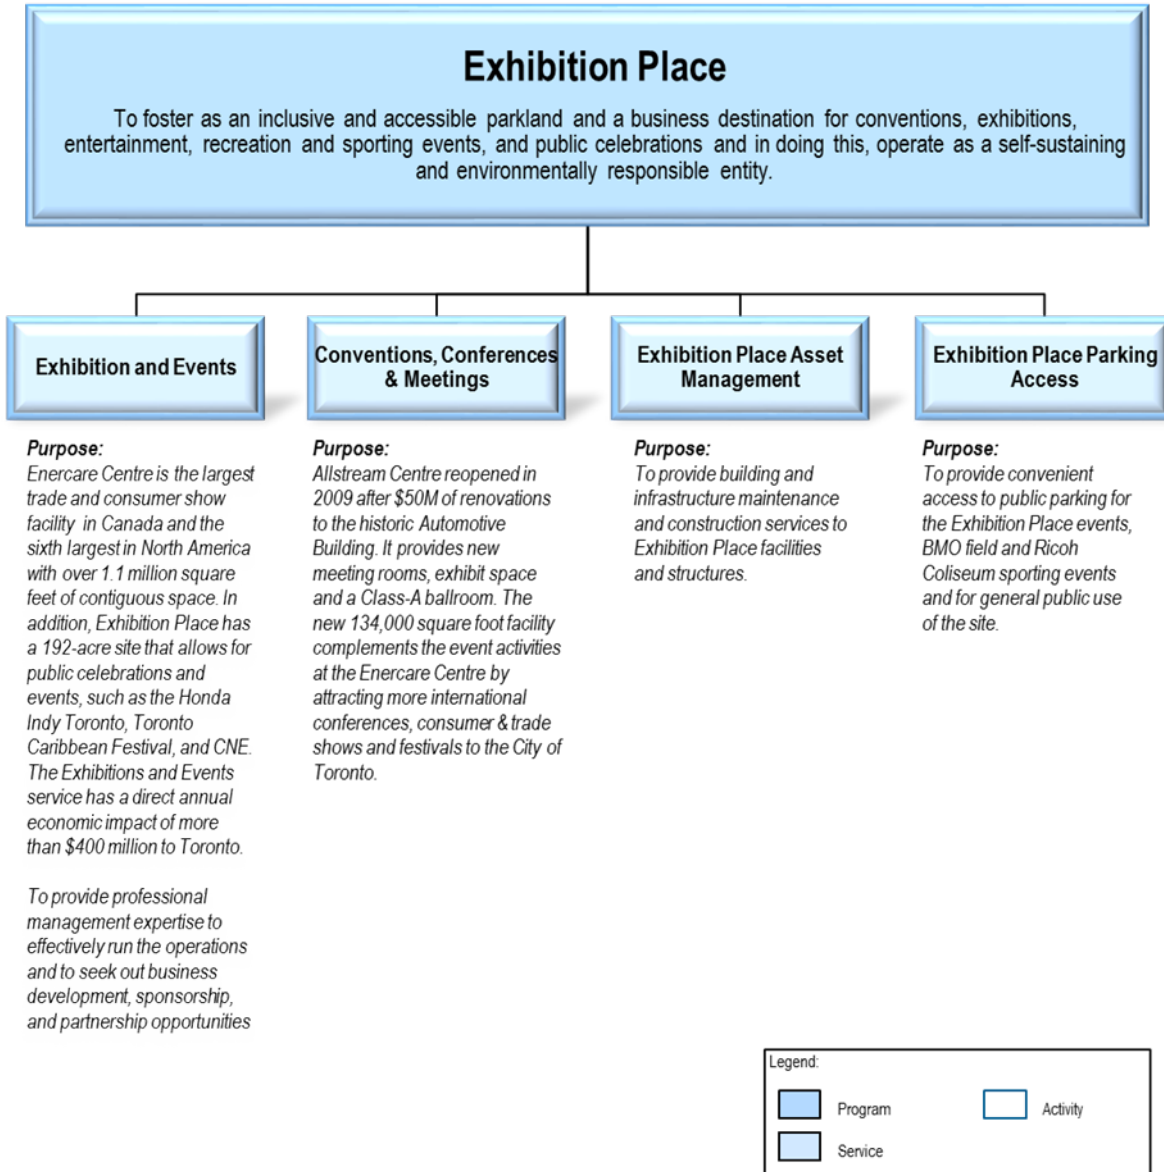 Exhibition Place
To foster as an inclusive and accessible parkland and a business destination for conventions, exhibitions,
entertainment, recreation and sporting events, and public celebrations and in doing this, operate as a self-sustaining
and environmentally responsible entity.
Exhibition and Events
Purpose:
Enercare Centre is the largest
trade and consumer show
facility in Canada and the
sixth largest in North America
with over 1.1 million square
feet of contiguous space. In
addition, Exhibition Place has
a 192-acre site that allows for
public celebrations and
events, such as the Honda
Indy Toronto, Toronto
Caribbean Festival, and CNE.
The Exhibitions and Events
service has a direct annual
economic impact of more
than $400 million to Toronto.
To provide professional
management expertise to
effectively run the operations
and to seek out business
development, sponsorship,
and partnership opportunities
Conventions, Conferences
& Meetings
Purpose:
Allstream Centre reopened in
2009 after $50M of renovations
to the historic Automotive
Building. It provides new
meeting rooms, exhibit space
and a Class-A ballroom. The
new 134,000 square foot facility
complements the event activities
at the Enercare Centre by
attracting more international
conferences, consumer & trade
shows and festivals to the City of
Toronto.
Exhibition Place Asset
Management
Purpose:
To provide building and
infrastructure maintenance
and construction services to
Exhibition Place facilities
and structures.
Exhibition Place Parking
Access
Purpose:
To provide convenient
access to public parking for
the Exhibition Place events,
BMO field and Ricoh
Coliseum sporting events
and for general public use
of the site.
Legend:
Program
Activity
Service